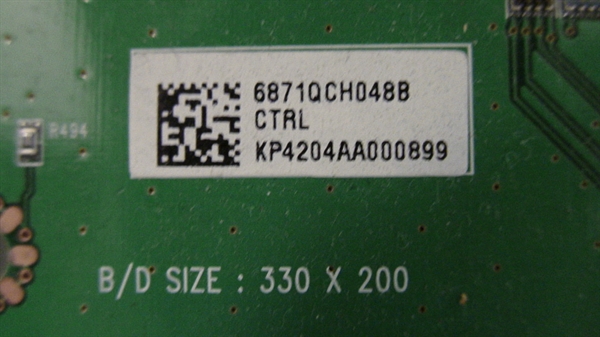 6871QCH048B
CTRL
KP4204AA000899
R494
B/D SIZE : 330 X 200